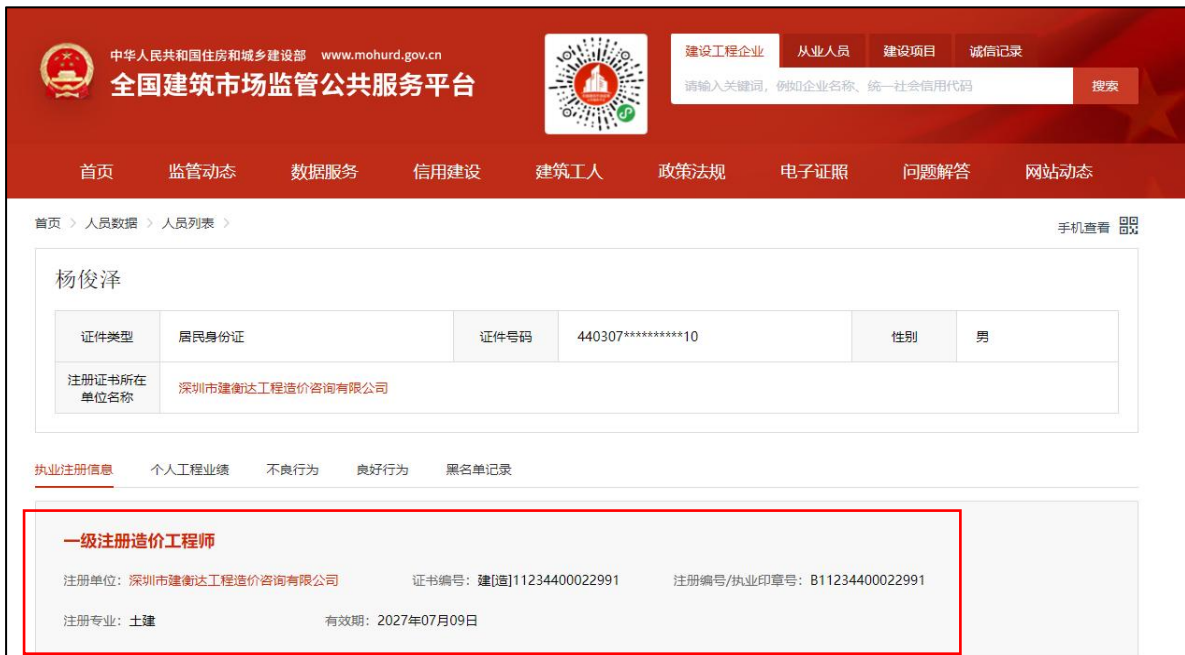 中华人民共和国住房和城乡建设部 www.mohurd.gov.cn
全国建筑市场监管公共服务平台
建设工程企业 从业人员 建设项目 诚信记录
请输入关键词，例如企业名称、统一社会信用代码 搜索
首页 监管动态 数据服务 信用建设 建筑工人 政策法规 电子证照 问题解答 网站动态
首页 > 人员数据 > 人员列表 >
手机查看
杨俊泽
证件类型 居民身份证 证件号码 440307**********10 性别 男
注册证书所在
单位名称
深圳市建衡达工程造价咨询有限公司
执业注册信息 个人工程业绩 不良行为 良好行为 黑名单记录
一级注册造价工程师
注册单位：深圳市建衡达工程造价咨询有限公司 证书编号：建[造]11234400022991 注册编号/执业印章号：B11234400022991
注册专业：土建 有效期：2027年07月09日